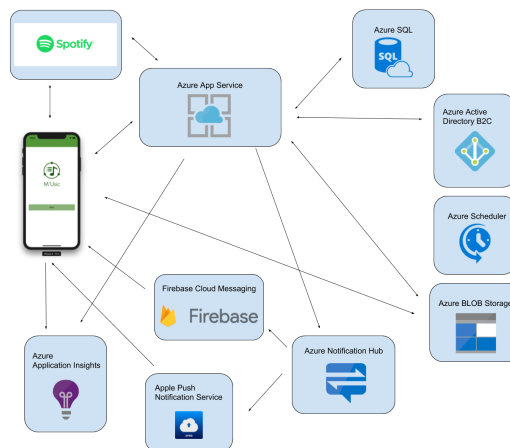 Spotify
Azure App Service
Azure SQL
SQL
Azure Active
Directory B2C
M'Usic
Azure Scheduler
Firebase Cloud Messaging
Firebase
Azure BLOB Storage
Azure
Application Insights
Azure Notification Hub
Apple Push
Notification Service